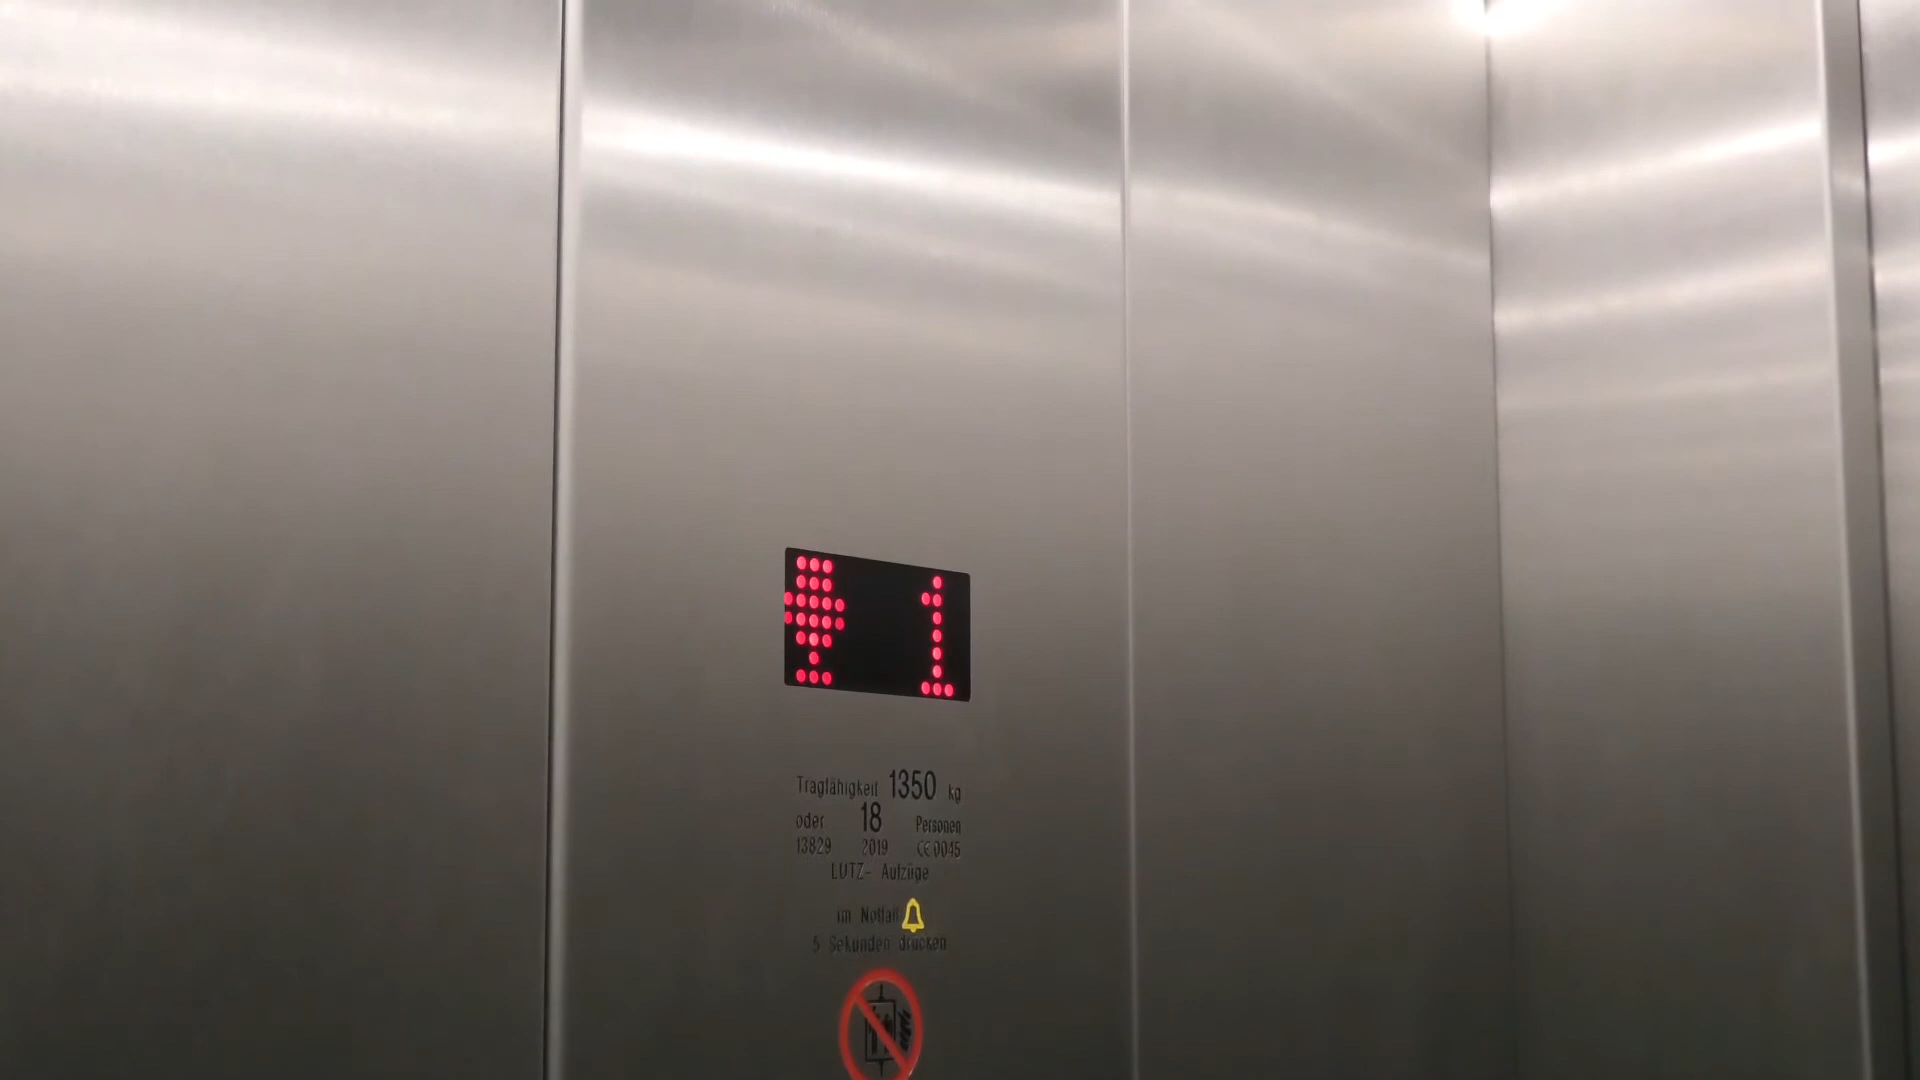 1
Tragfähigkeit 1350 kg
oder 18 Personen
13829 2019 CE 0045
LUTZ- Aufzüge
im Notfall
5 Sekunden drücken